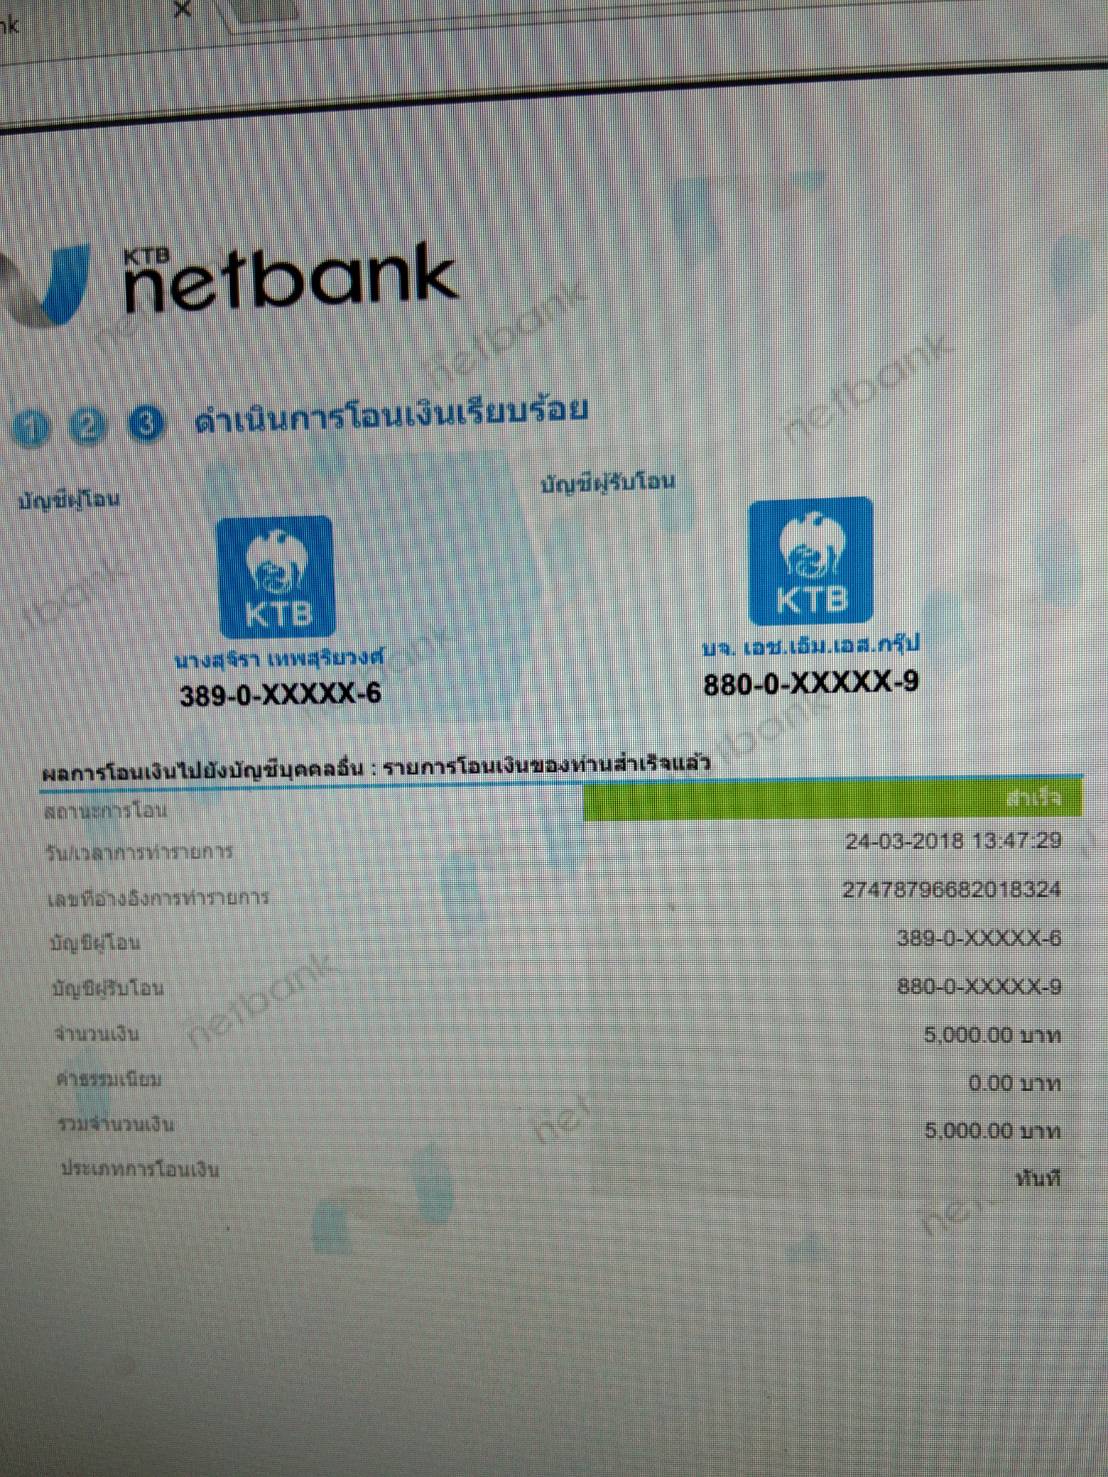 nk
KTB
netbank
1 2 3 ดำเนินการโอนเงินเรียบร้อย
บัญชีผู้โอน
บัญชีผู้รับโอน
KTB
KTB
นางสุจิรา เทพสุริยวงศ์
บจ. เอช.เอ็ม.เอส.กรุ๊ป
389-0-XXXXX-6
880-0-XXXXX-9
ผลการโอนเงินไปยังบัญชีบุคคลอื่น : รายการโอนเงินของท่านสำเร็จแล้ว
สถานะการโอน สำเร็จ
วัน/เวลาการทำรายการ 24-03-2018 13:47:29
เลขที่อ้างอิงการทำรายการ 27478796682018324
บัญชีผู้โอน 389-0-XXXXX-6
บัญชีผู้รับโอน 880-0-XXXXX-9
จำนวนเงิน 5,000.00 บาท
ค่าธรรมเนียม 0.00 บาท
รวมจำนวนเงิน 5,000.00 บาท
ประเภทการโอนเงิน ทันที